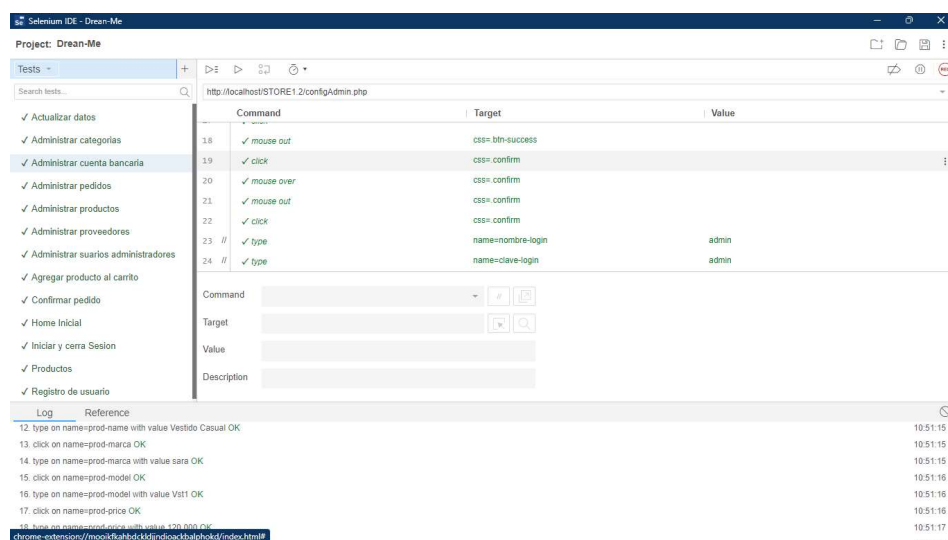 Selenium IDE - Drean-Me
Project: Drean-Me
Tests
Search tests...
http://localhost/STORE1.2/configAdmin.php
Command Target Value
✓ Actualizar datos
✓ Administrar categorias
✓ Administrar cuenta bancaria
✓ Administrar pedidos
✓ Administrar productos
✓ Administrar proveedores
✓ Administrar suarios administradores
✓ Agregar producto al carrito
✓ Confirmar pedido
✓ Home Inicial
✓ Iniciar y cerra Sesion
✓ Productos
✓ Registro de usuario
18 ✓ mouse out css=.btn-success
19 ✓ click css=.confirm
20 ✓ mouse over css=.confirm
21 ✓ mouse out css=.confirm
22 ✓ click css=.confirm
23 // ✓ type name=nombre-login admin
24 // ✓ type name=clave-login admin
Command
//
Target
Value
Description
Log Reference
12. type on name=prod-name with value Vestido Casual OK 10:51:15
13. click on name=prod-marca OK 10:51:15
14. type on name=prod-marca with value sara OK 10:51:15
15. click on name=prod-model OK 10:51:16
16. type on name=prod-model with value Vst1 OK 10:51:16
17. click on name=prod-price OK 10:51:16
18. type on name=prod-price with value 120.000 OK 10:51:17
chrome-extension://mooikfkahbdckldjjndioackbalphokd/index.html#